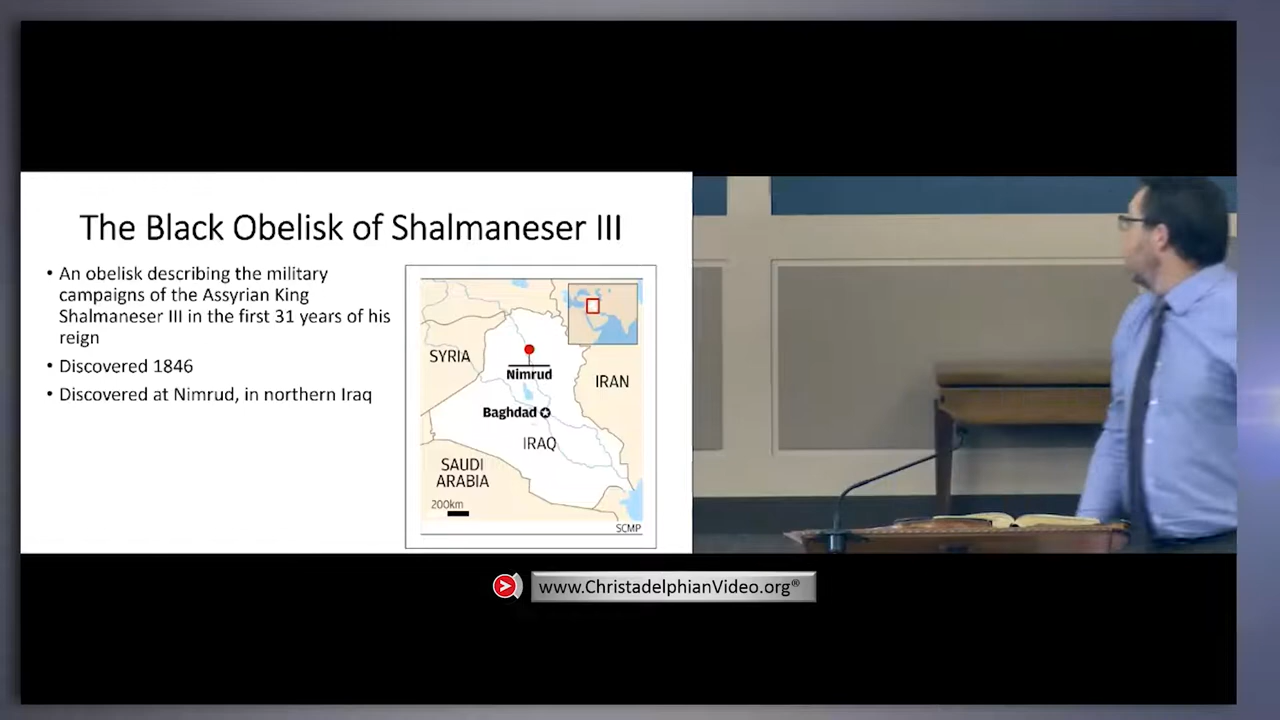 The Black Obelisk of Shalmaneser III
• An obelisk describing the military
campaigns of the Assyrian King
Shalmaneser III in the first 31 years of his
reign
• Discovered 1846
• Discovered at Nimrud, in northern Iraq
SYRIA
Nimrud
IRAN
Baghdad
IRAQ
SAUDI
ARABIA
200km
SCMP
www.ChristadelphianVideo.org®